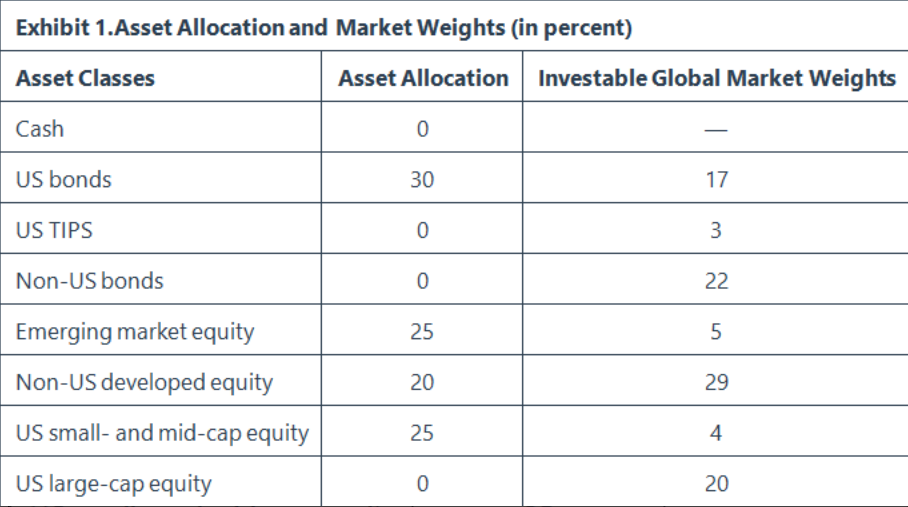 Exhibit 1.Asset Allocation and Market Weights (in percent)
Asset Classes Asset Allocation Investable Global Market Weights
Cash 0 —
US bonds 30 17
US TIPS 0 3
Non-US bonds 0 22
Emerging market equity 25 5
Non-US developed equity 20 29
US small- and mid-cap equity 25 4
US large-cap equity 0 20